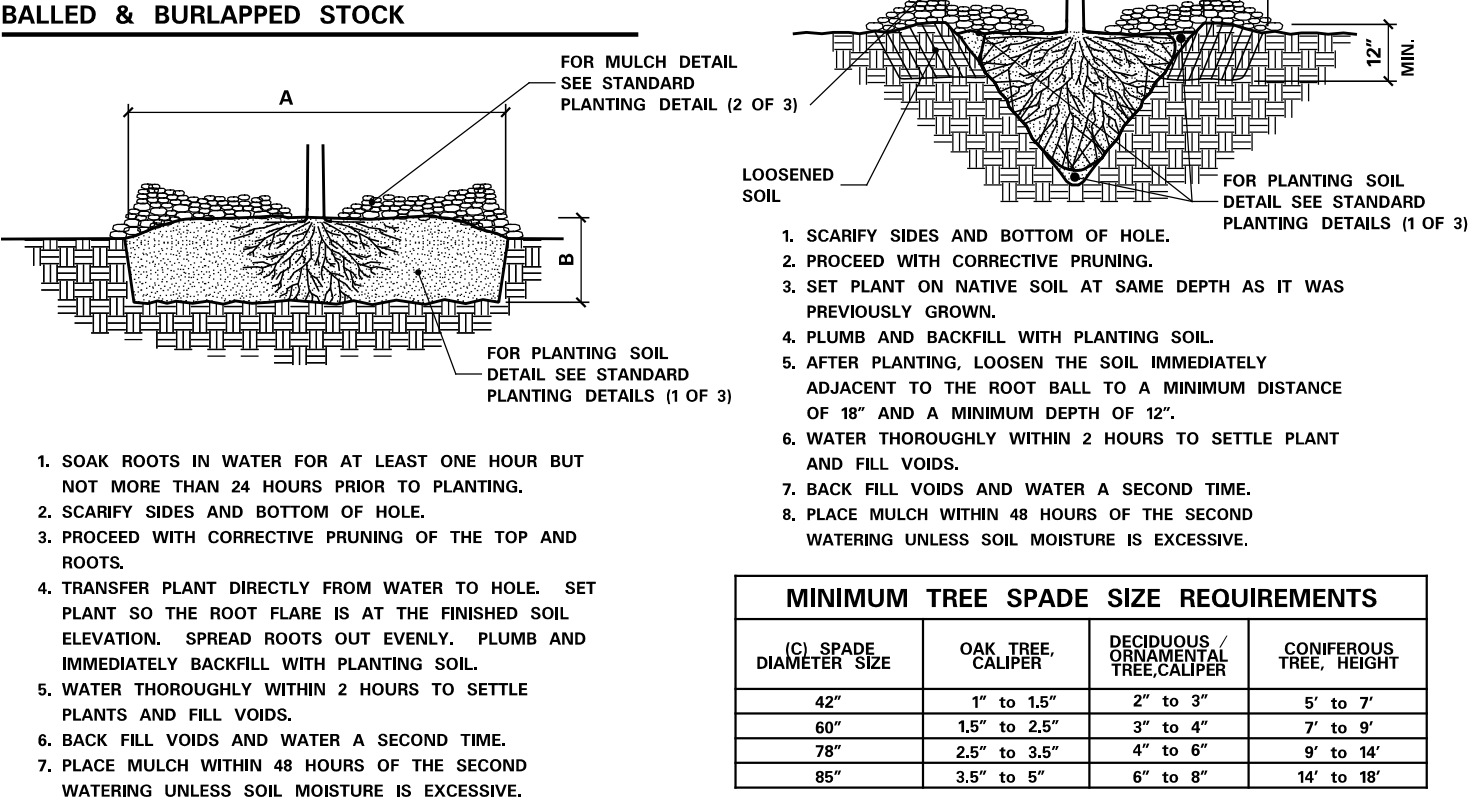 BALLED & BURLAPPED STOCK
FOR MULCH DETAIL
SEE STANDARD
PLANTING DETAIL (2 OF 3)
A
B
FOR PLANTING SOIL
DETAIL SEE STANDARD
PLANTING DETAILS (1 OF 3)
1. SOAK ROOTS IN WATER FOR AT LEAST ONE HOUR BUT
NOT MORE THAN 24 HOURS PRIOR TO PLANTING.
2. SCARIFY SIDES AND BOTTOM OF HOLE.
3. PROCEED WITH CORRECTIVE PRUNING OF THE TOP AND
ROOTS.
4. TRANSFER PLANT DIRECTLY FROM WATER TO HOLE. SET
PLANT SO THE ROOT FLARE IS AT THE FINISHED SOIL
ELEVATION. SPREAD ROOTS OUT EVENLY. PLUMB AND
IMMEDIATELY BACKFILL WITH PLANTING SOIL.
5. WATER THOROUGHLY WITHIN 2 HOURS TO SETTLE
PLANTS AND FILL VOIDS.
6. BACK FILL VOIDS AND WATER A SECOND TIME.
7. PLACE MULCH WITHIN 48 HOURS OF THE SECOND
WATERING UNLESS SOIL MOISTURE IS EXCESSIVE.
12"
MIN.
LOOSENED
SOIL
FOR PLANTING SOIL
DETAIL SEE STANDARD
PLANTING DETAILS (1 OF 3)
1. SCARIFY SIDES AND BOTTOM OF HOLE.
2. PROCEED WITH CORRECTIVE PRUNING.
3. SET PLANT ON NATIVE SOIL AT SAME DEPTH AS IT WAS
PREVIOUSLY GROWN.
4. PLUMB AND BACKFILL WITH PLANTING SOIL.
5. AFTER PLANTING, LOOSEN THE SOIL IMMEDIATELY
ADJACENT TO THE ROOT BALL TO A MINIMUM DISTANCE
OF 18" AND A MINIMUM DEPTH OF 12".
6. WATER THOROUGHLY WITHIN 2 HOURS TO SETTLE PLANT
AND FILL VOIDS.
7. BACK FILL VOIDS AND WATER A SECOND TIME.
8. PLACE MULCH WITHIN 48 HOURS OF THE SECOND
WATERING UNLESS SOIL MOISTURE IS EXCESSIVE.
MINIMUM TREE SPADE SIZE REQUIREMENTS
(C) SPADE
DIAMETER SIZE
OAK TREE,
CALIPER
DECIDUOUS /
ORNAMENTAL
TREE,CALIPER
CONIFEROUS
TREE, HEIGHT
42" 1" to 1.5" 2" to 3" 5' to 7'
60" 1.5" to 2.5" 3" to 4" 7' to 9'
78" 2.5" to 3.5" 4" to 6" 9' to 14'
85" 3.5" to 5" 6" to 8" 14' to 18'